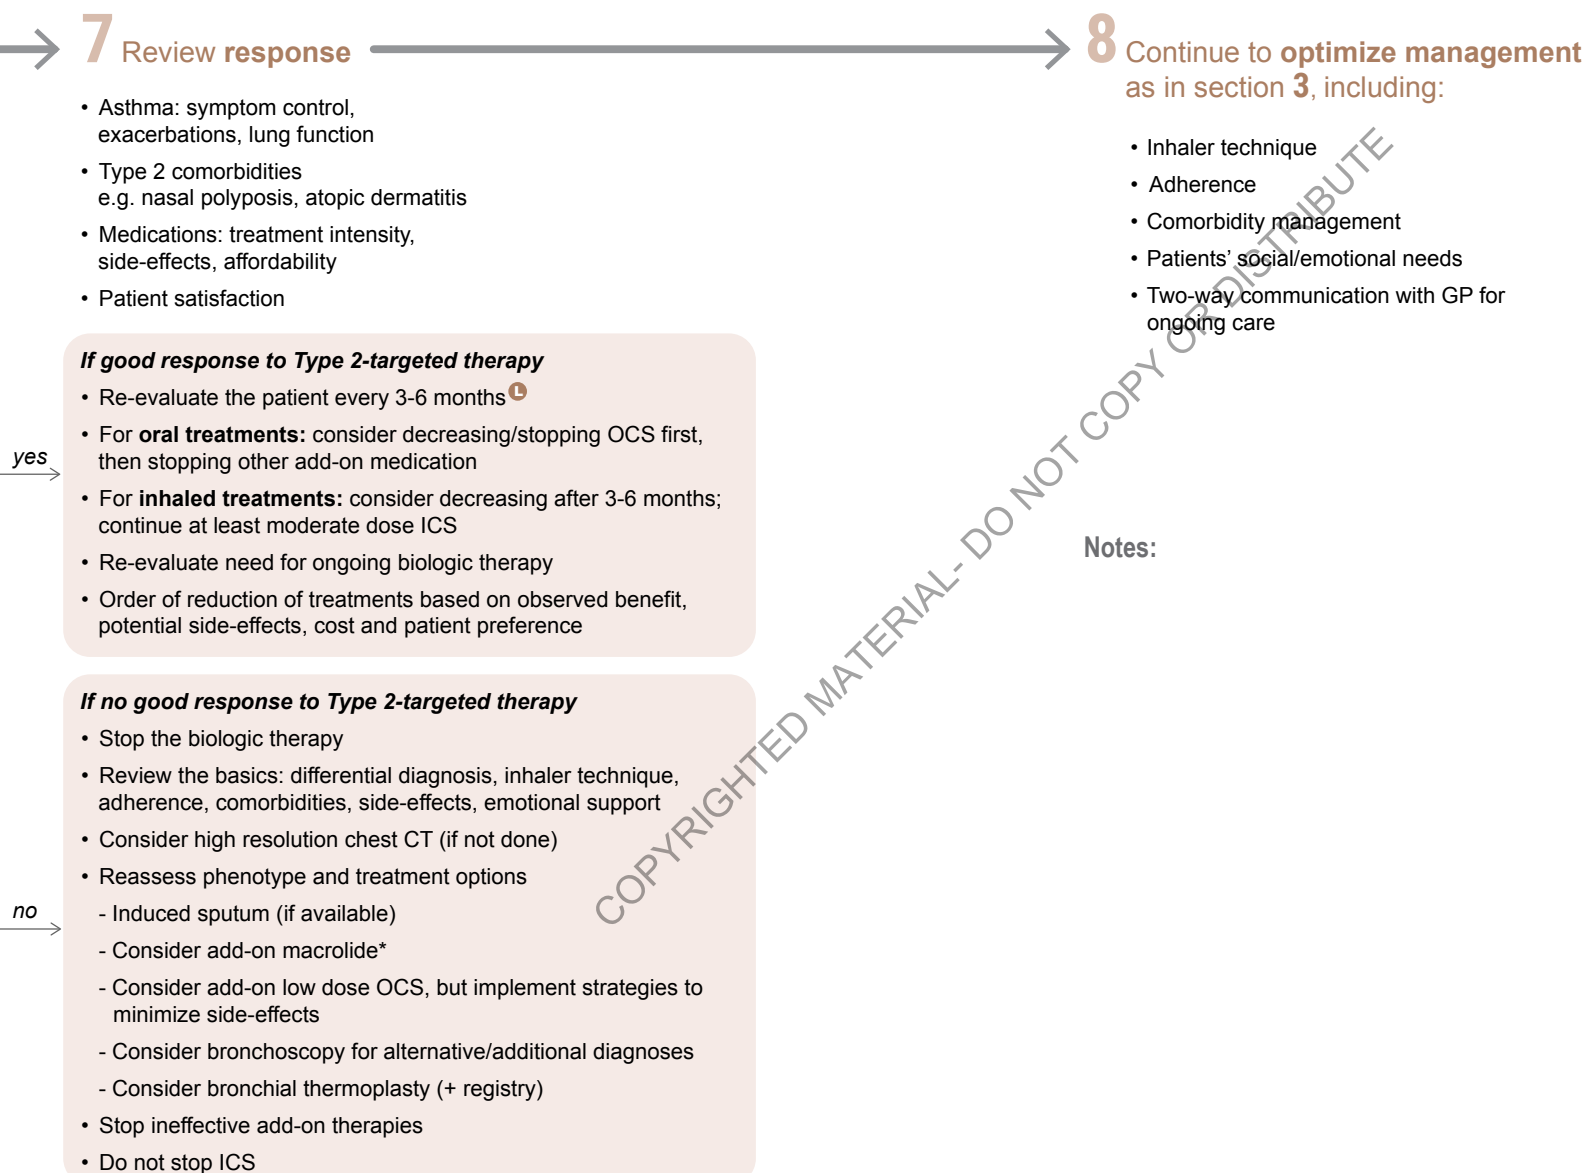 7 Review response
• Asthma: symptom control,
exacerbations, lung function
• Type 2 comorbidities
e.g. nasal polyposis, atopic dermatitis
• Medications: treatment intensity,
side-effects, affordability
• Patient satisfaction
yes
If good response to Type 2-targeted therapy
• Re-evaluate the patient every 3-6 months L
• For oral treatments: consider decreasing/stopping OCS first,
then stopping other add-on medication
• For inhaled treatments: consider decreasing after 3-6 months;
continue at least moderate dose ICS
• Re-evaluate need for ongoing biologic therapy
• Order of reduction of treatments based on observed benefit,
potential side-effects, cost and patient preference
no
If no good response to Type 2-targeted therapy
• Stop the biologic therapy
• Review the basics: differential diagnosis, inhaler technique,
adherence, comorbidities, side-effects, emotional support
• Consider high resolution chest CT (if not done)
• Reassess phenotype and treatment options
- Induced sputum (if available)
- Consider add-on macrolide*
- Consider add-on low dose OCS, but implement strategies to
minimize side-effects
- Consider bronchoscopy for alternative/additional diagnoses
- Consider bronchial thermoplasty (+ registry)
• Stop ineffective add-on therapies
• Do not stop ICS
8 Continue to optimize management
as in section 3, including:
• Inhaler technique
• Adherence
• Comorbidity management
• Patients' social/emotional needs
• Two-way communication with GP for
ongoing care
Notes:
COPYRIGHTED MATERIAL- DO NOT COPY OR DISTRIBUTE